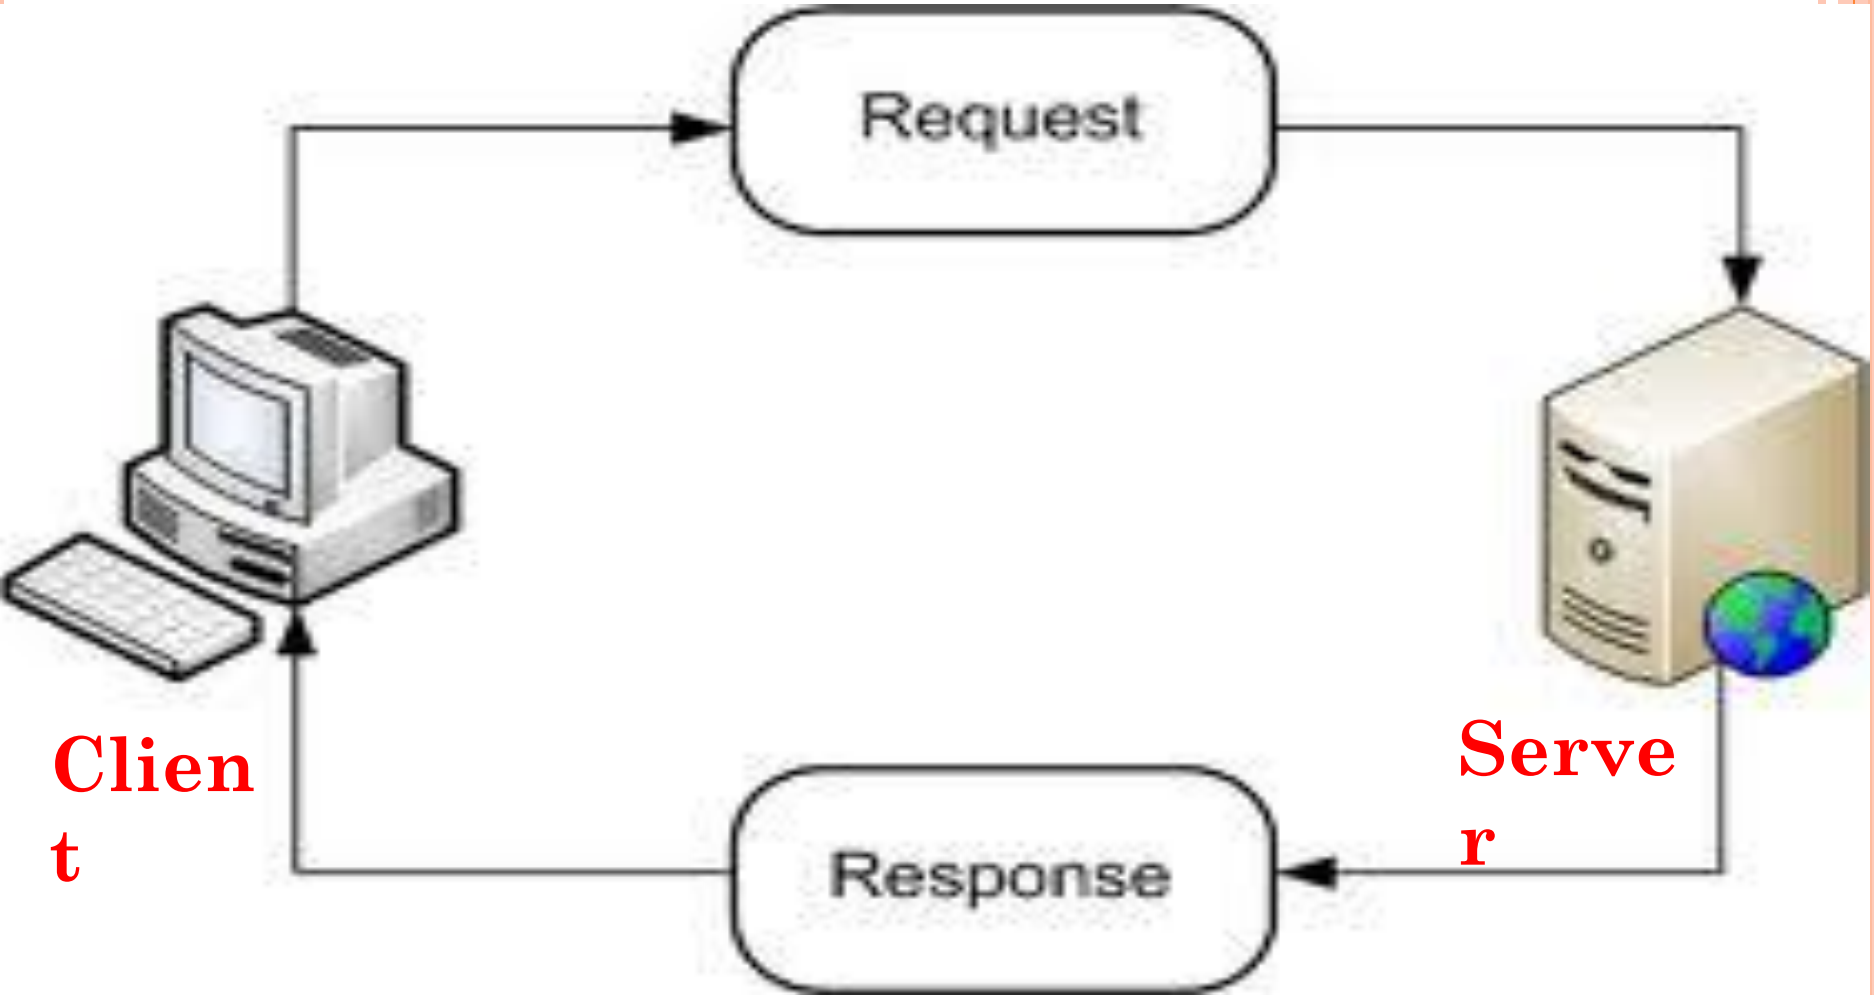 Request
Clien
t
Serve
r
Response